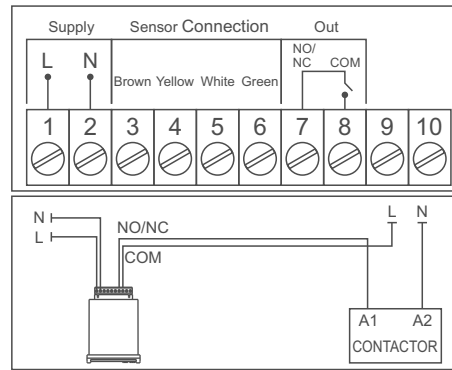 Supply Sensor Connection Out
L N NO/
NC COM
Brown Yellow White Green
1 2 3 4 5 6 7 8 9 10
N
L
NO/NC
COM
L N
A1 A2
CONTACTOR